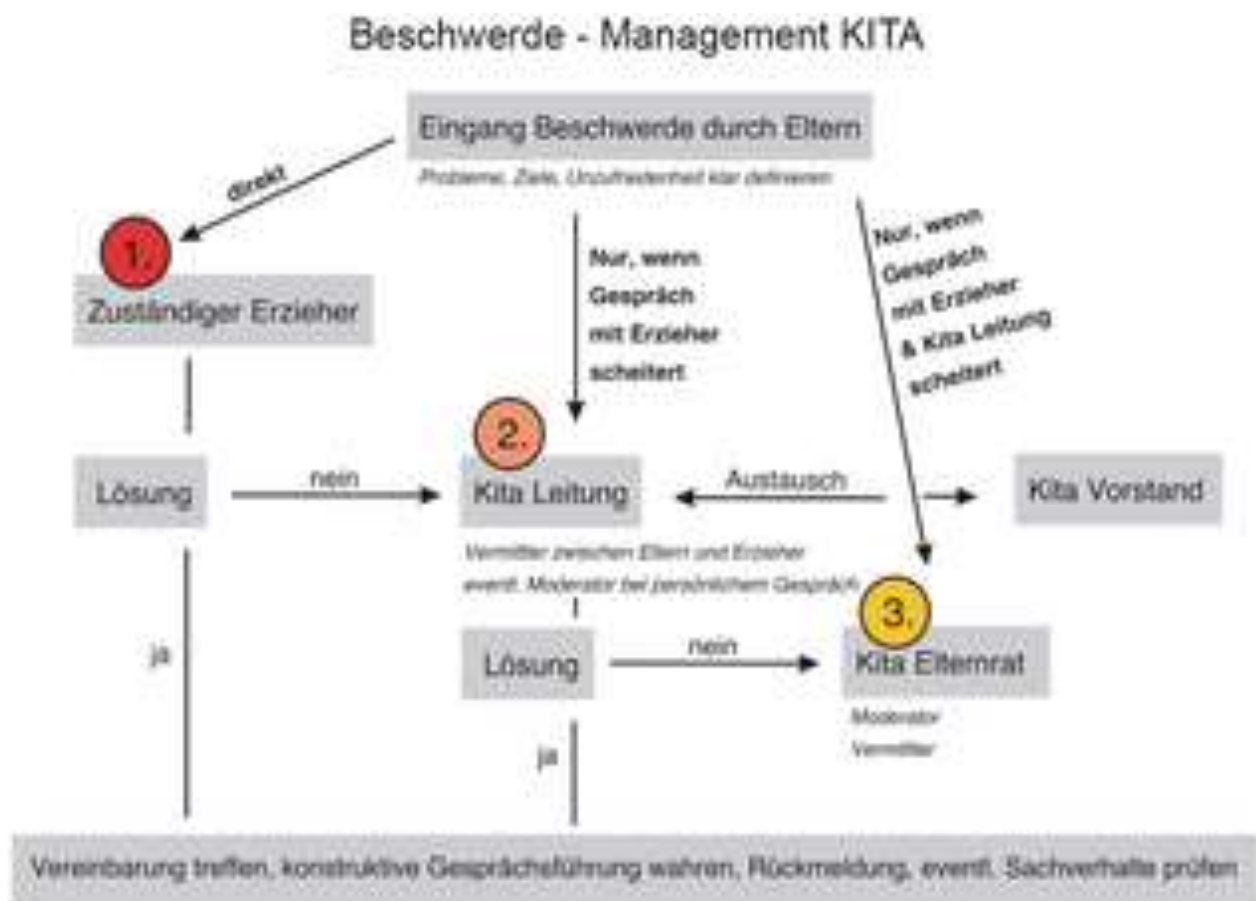 Beschwerde - Management KITA
Eingang Beschwerde durch Eltern
Probleme, Ziele, Unzufriedenheit klar definieren
direkt
1.
Zuständiger Erzieher
Nur, wenn
Gespräch
mit Erzieher
scheitert
Nur, wenn
Gespräch
mit Erzieher
& Kita Leitung
scheitert
Lösung
nein
2.
Kita Leitung
Austausch
Kita Vorstand
Vermittler zwischen Eltern und Erzieher
eventl. Moderator bei persönlichem Gespräch
ja
Lösung
nein
3.
Kita Elternrat
Moderator
Vermittler
ja
Vereinbarung treffen, konstruktive Gesprächsführung wahren, Rückmeldung, eventl. Sachverhalte prüfen